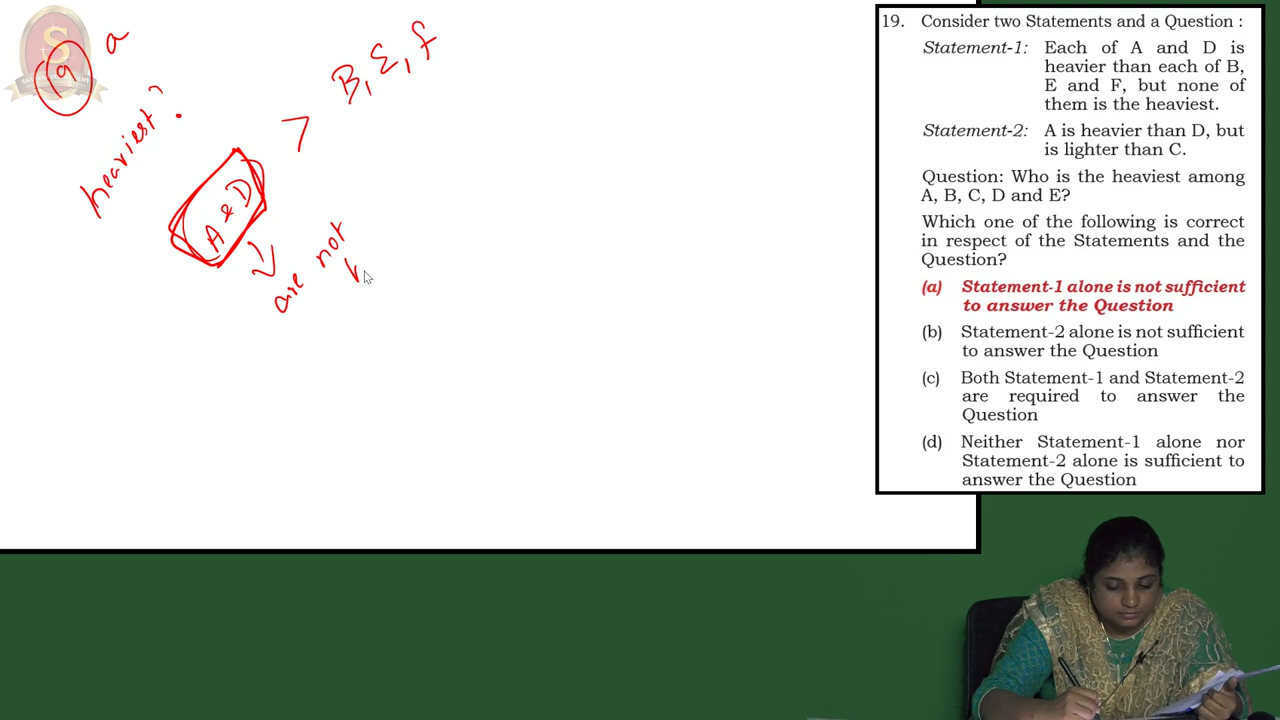 a
a
heaviest?
A & D > B, E, F
are not
19. Consider two Statements and a Question :
Statement-1: Each of A and D is
heavier than each of B,
E and F, but none of
them is the heaviest.
Statement-2: A is heavier than D, but
is lighter than C.
Question: Who is the heaviest among
A, B, C, D and E?
Which one of the following is correct
in respect of the Statements and the
Question?
(a) Statement-1 alone is not sufficient
to answer the Question
(b) Statement-2 alone is not sufficient
to answer the Question
(c) Both Statement-1 and Statement-2
are required to answer the
Question
(d) Neither Statement-1 alone nor
Statement-2 alone is sufficient to
answer the Question